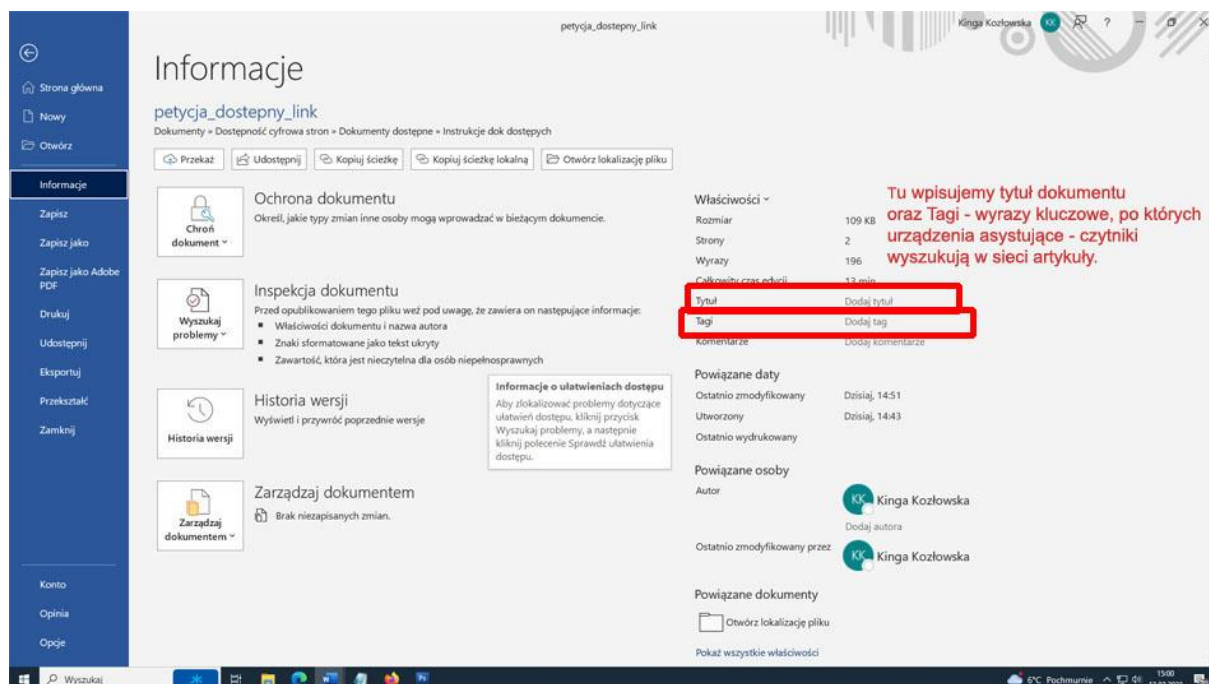 petycja_dostepny_link
Kinga Kozłowska KK ?
Informacje
Strona główna
Nowy
Otwórz
Informacje
Zapisz
Zapisz jako
Zapisz jako Adobe
PDF
Drukuj
Udostępnij
Eksportuj
Przekształć
Zamknij
Konto
Opinia
Opcje
petycja_dostepny_link
Dokumenty » Dostępność cyfrowa stron » Dokumenty dostępne » Instrukcje dok dostępych
Przekaż Udostępnij Kopiuj ścieżkę Kopiuj ścieżkę lokalną Otwórz lokalizację pliku
Chroń
dokument
Ochrona dokumentu
Określ, jakie typy zmian inne osoby mogą wprowadzać w bieżącym dokumencie.
Wyszukaj
problemy
Inspekcja dokumentu
Przed opublikowaniem tego pliku weź pod uwagę, że zawiera on następujące informacje:
■ Właściwości dokumentu i nazwa autora
■ Znaki sformatowane jako tekst ukryty
■ Zawartość, która jest nieczytelna dla osób niepełnosprawnych
Informacje o ułatwieniach dostępu
Aby zlokalizować problemy dotyczące
ułatwień dostępu, kliknij przycisk
Wyszukaj problemy, a następnie
kliknij polecenie Sprawdź ułatwienia
dostępu.
Historia wersji
Historia wersji
Wyświetl i przywróć poprzednie wersje
Zarządzaj
dokumentem
Zarządzaj dokumentem
Brak niezapisanych zmian.
Właściwości
Rozmiar 109 KB
Strony 2
Wyrazy 196
Całkowity czas edycji 13 min
Tytuł Dodaj tytuł
Tagi Dodaj tag
Komentarze Dodaj komentarze
Tu wpisujemy tytuł dokumentu
oraz Tagi - wyrazy kluczowe, po których
urządzenia asystujące - czytniki
wyszukują w sieci artykuły.
Powiązane daty
Ostatnio zmodyfikowany Dzisiaj, 14:51
Utworzony Dzisiaj, 14:43
Ostatnio wydrukowany
Powiązane osoby
Autor
KK Kinga Kozłowska
Dodaj autora
Ostatnio zmodyfikowany przez
KK Kinga Kozłowska
Powiązane dokumenty
Otwórz lokalizację pliku
Pokaż wszystkie właściwości
Wyszukaj
6°C Pochmurnie 15:00